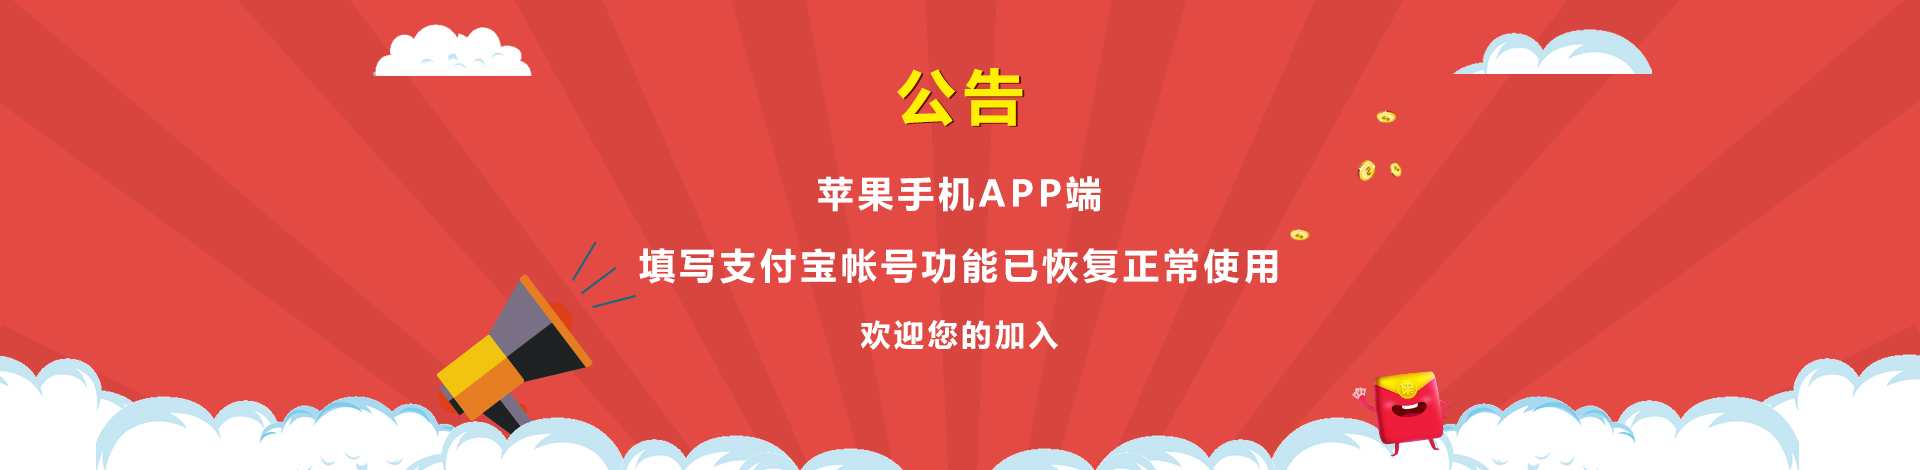 公告
苹果手机APP端
填写支付宝帐号功能已恢复正常使用
欢迎您的加入